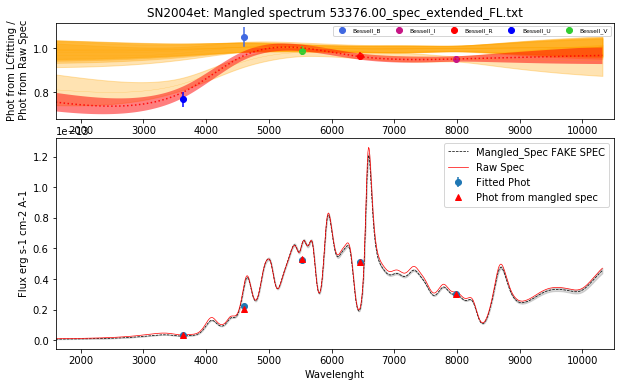 SN2004et: Mangled spectrum 53376.00_spec_extended_FL.txt
Phot from LCfitting /
Phot from Raw Spec
1.0
0.8
Bessell_B
Bessell_I
Bessell_R
Bessell_U
Bessell_V
2000 3000 4000 5000 6000 7000 8000 9000 10000
1e−13
Flux erg s-1 cm-2 A-1
1.2
1.0
0.8
0.6
0.4
0.2
0.0
Mangled_Spec FAKE SPEC
Raw Spec
Fitted Phot
Phot from mangled spec
2000 3000 4000 5000 6000 7000 8000 9000 10000
Wavelenght